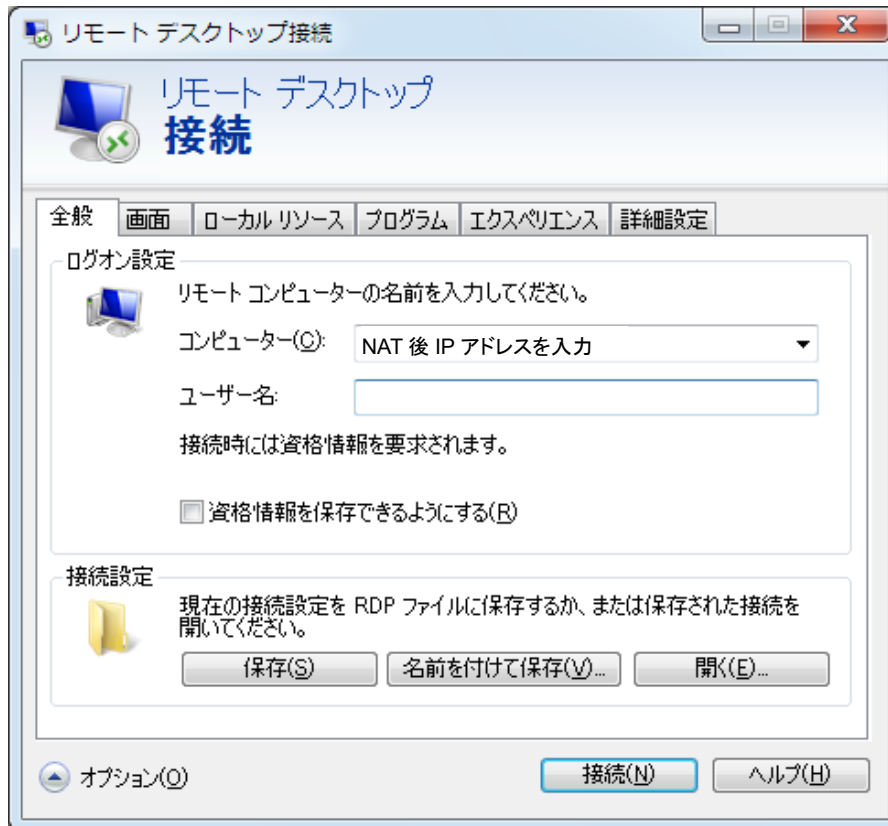 リモート デスクトップ接続
リモート デスクトップ
接続
全般 画面 ローカル リソース プログラム エクスペリエンス 詳細設定
ログオン設定
リモート コンピューターの名前を入力してください。
コンピューター(C): NAT 後 IP アドレスを入力
ユーザー名:
接続時には資格情報を要求されます。
資格情報を保存できるようにする(R)
接続設定
現在の接続設定を RDP ファイルに保存するか、または保存された接続を
開いてください。
保存(S) 名前を付けて保存(V)... 開く(E)...
オプション(O) 接続(N) ヘルプ(H)